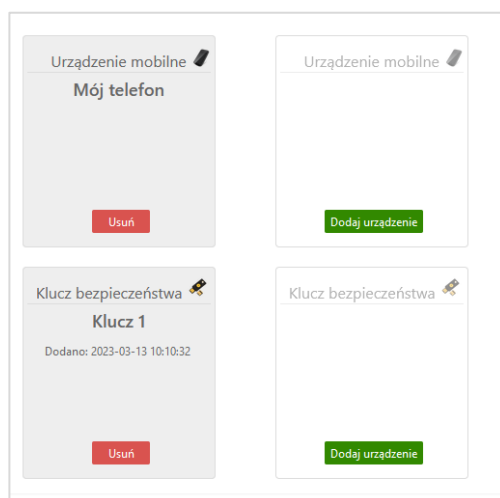 Urządzenie mobilne
Mój telefon
Usuń
Urządzenie mobilne
Dodaj urządzenie
Klucz bezpieczeństwa
Klucz 1
Dodano: 2023-03-13 10:10:32
Usuń
Klucz bezpieczeństwa
Dodaj urządzenie